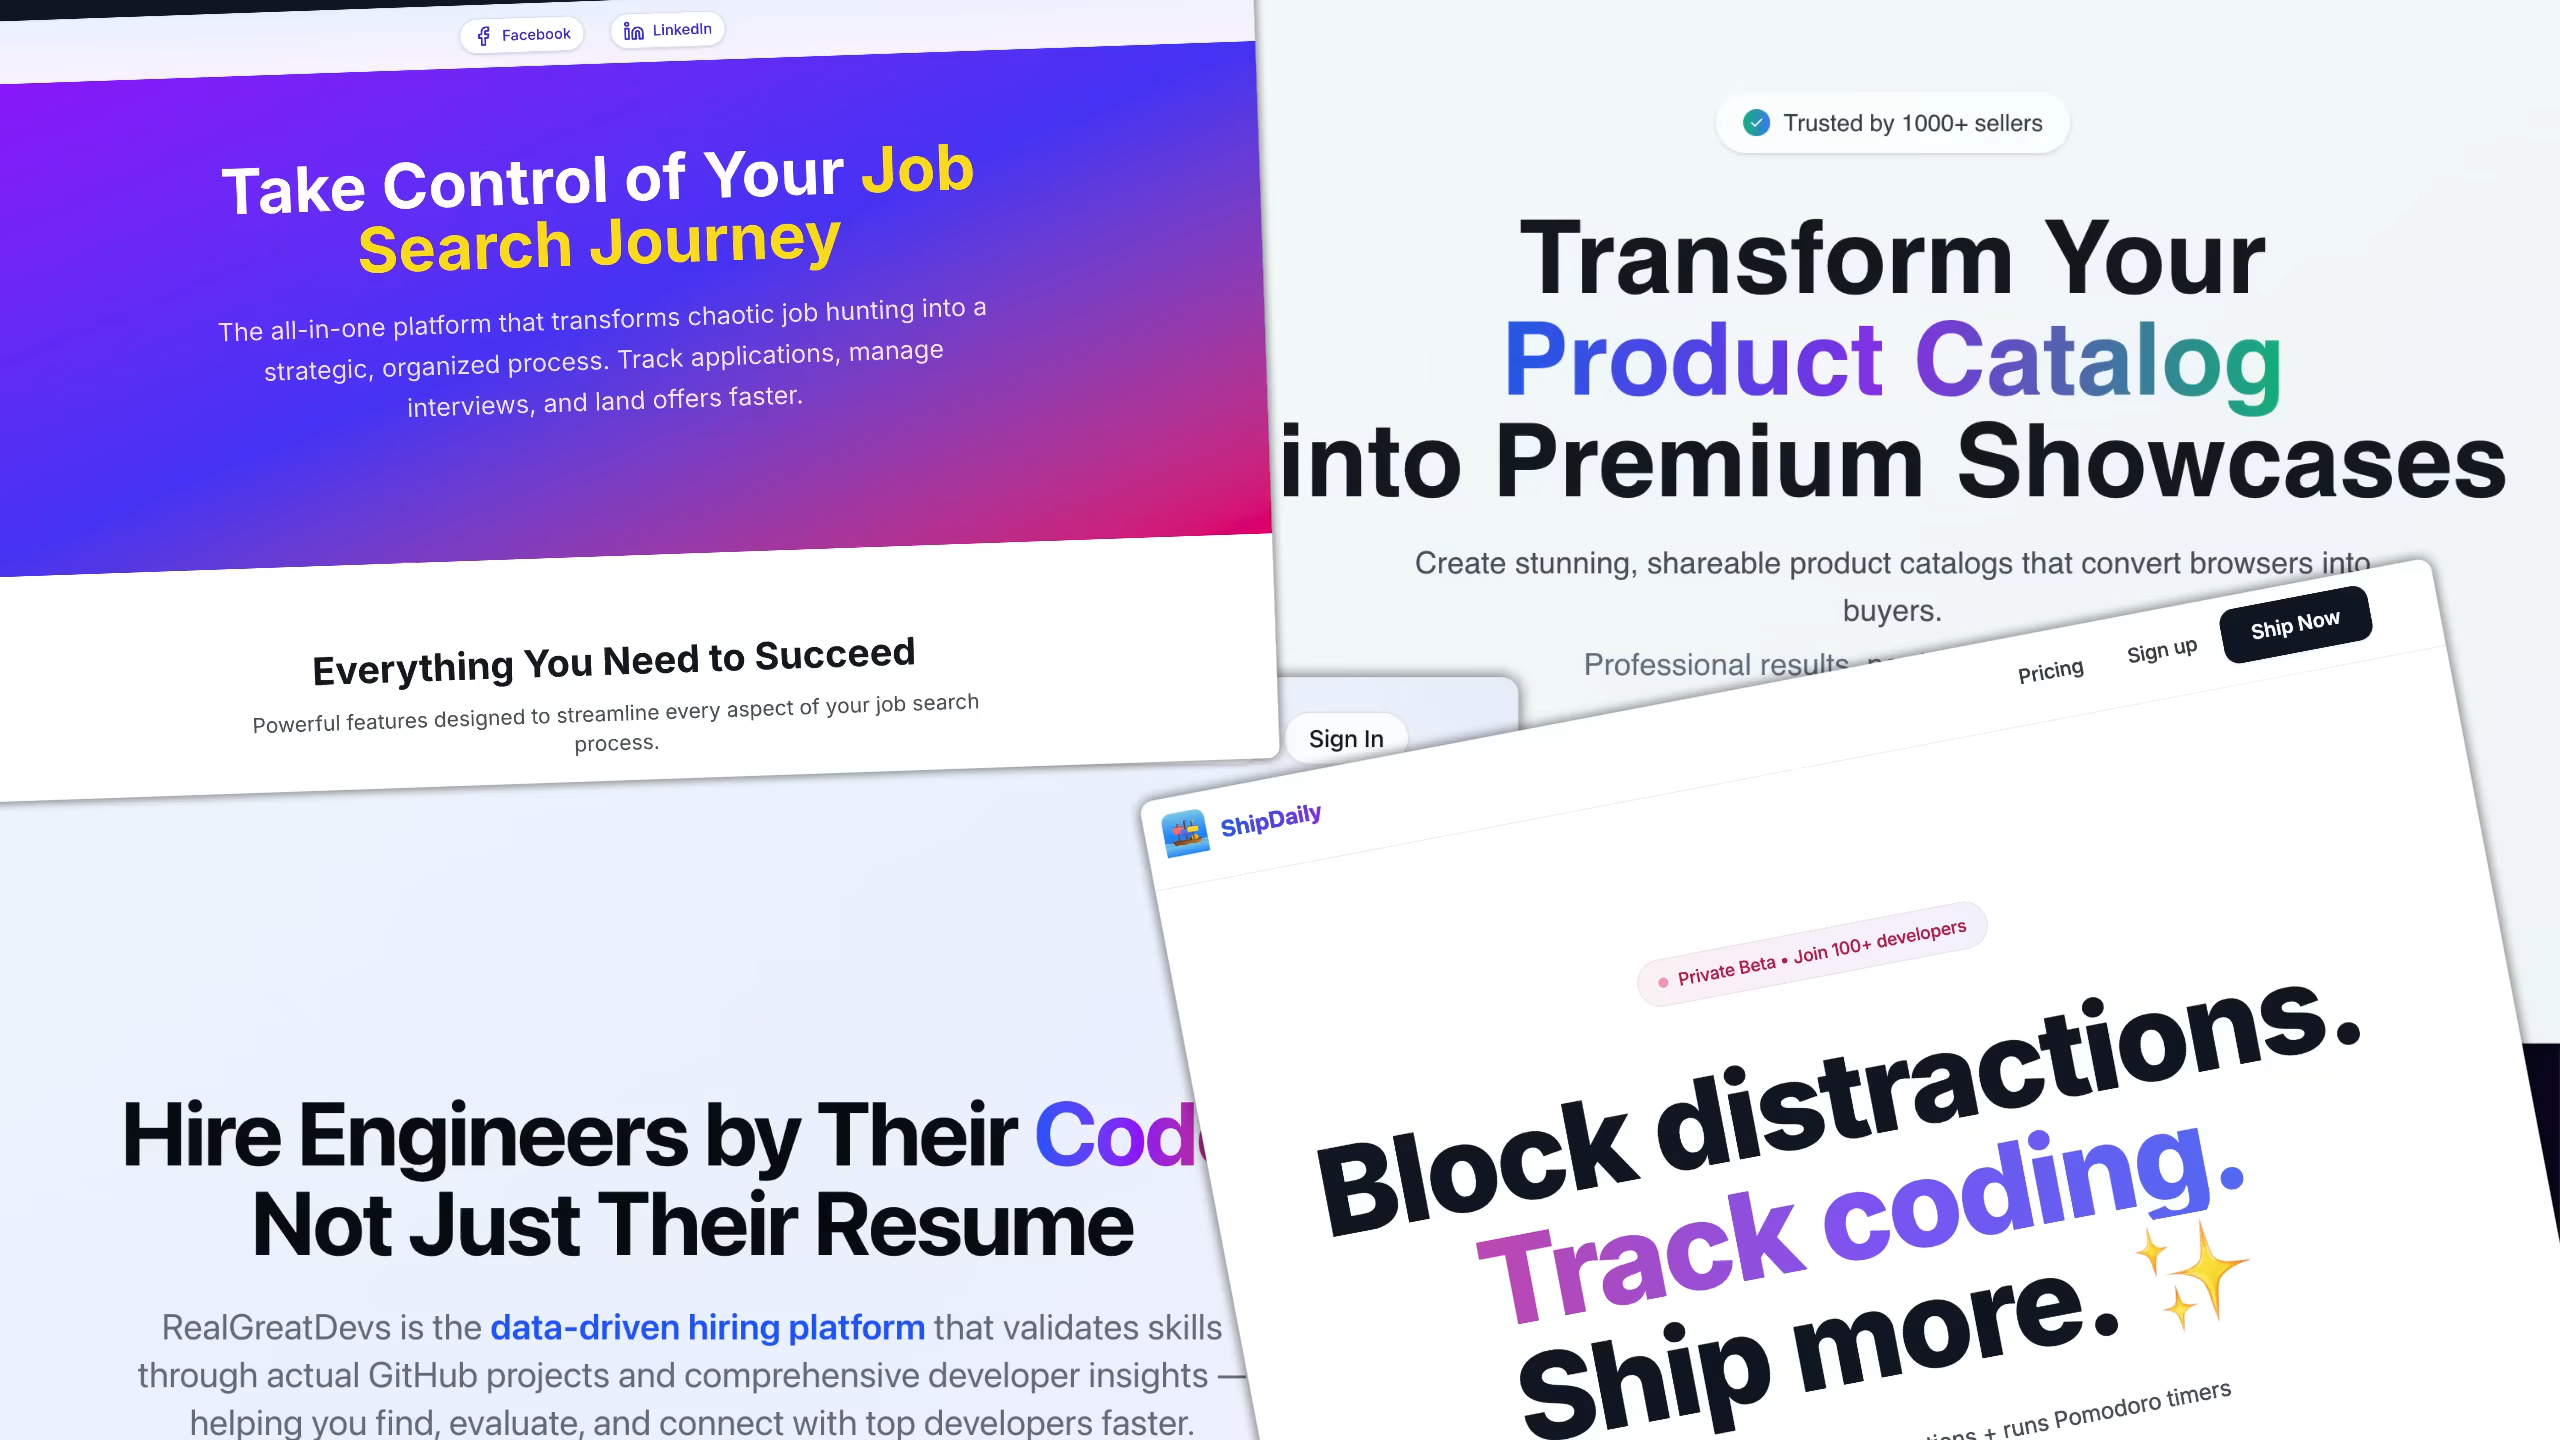 Facebook
LinkedIn
Take Control of Your Job
Search Journey
The all-in-one platform that transforms chaotic job hunting into a
strategic, organized process. Track applications, manage
interviews, and land offers faster.
Everything You Need to Succeed
Powerful features designed to streamline every aspect of your job search
process.
Trusted by 1000+ sellers
Transform Your
Product Catalog
into Premium Showcases
Create stunning, shareable product catalogs that convert browsers into
buyers.
Professional results,
Sign In
Hire Engineers by Their Code
Not Just Their Resume
RealGreatDevs is the data-driven hiring platform that validates skills
through actual GitHub projects and comprehensive developer insights —
helping you find, evaluate, and connect with top developers faster.
ShipDaily
Pricing
Sign up
Ship Now
Private Beta • Join 100+ developers
Block distractions.
Track coding.
Ship more. ✨
+ runs Pomodoro timers